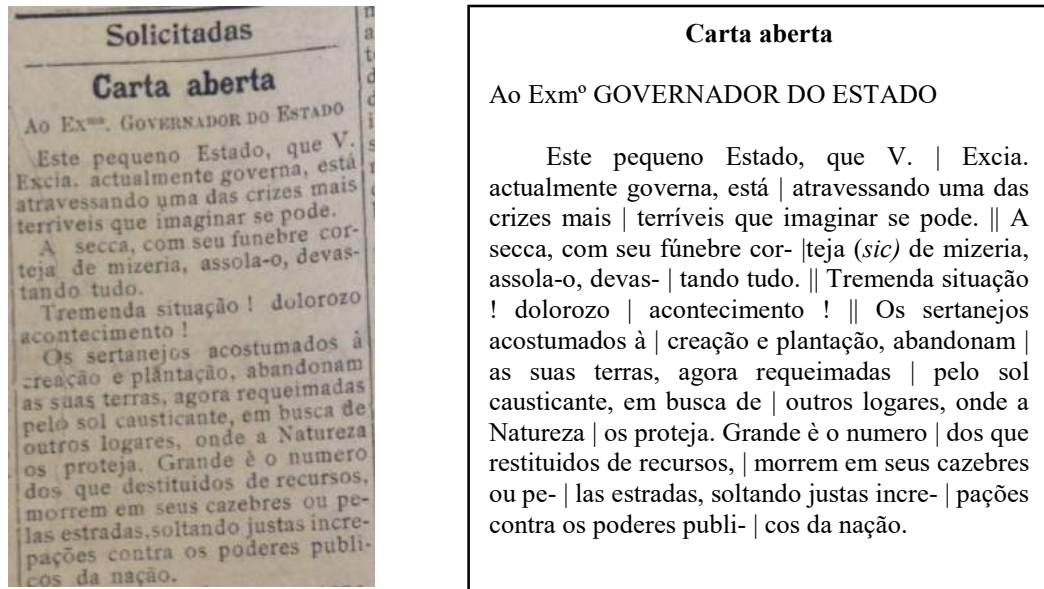 Solicitadas
Carta aberta
Ao Exᵐᵒ. GOVERNADOR DO ESTADO
Este pequeno Estado, que V.
Excia. actualmente governa, está
atravessando uma das crizes mais
terriveis que imaginar se pode.
A secca, com seu funebre cor-
teja de mizeria, assola-o, devas-
tando tudo.
Tremenda situação ! dolorozo
acontecimento !
Os sertanejos acostumados à
creação e plantação, abandonam
as suas terras, agora requeimadas
pelo sol causticante, em busca de
outros logares, onde a Natureza
os proteja. Grande è o numero
dos que destituidos de recursos,
morrem em seus cazebres ou pe-
las estradas,soltando justas incre-
pações contra os poderes publi-
cos da nação.
Carta aberta
Ao Exmº GOVERNADOR DO ESTADO
Este pequeno Estado, que V. | Excia.
actualmente governa, está | atravessando uma das
crizes mais | terríveis que imaginar se pode. || A
secca, com seu fúnebre cor- |teja (sic) de mizeria,
assola-o, devas- | tando tudo. || Tremenda situação
! dolorozo | acontecimento ! || Os sertanejos
acostumados à | creação e plantação, abandonam |
as suas terras, agora requeimadas | pelo sol
causticante, em busca de | outros logares, onde a
Natureza | os proteja. Grande è o numero | dos que
restituidos de recursos, | morrem em seus cazebres
ou pe- | las estradas, soltando justas incre- | pações
contra os poderes publi- | cos da nação.